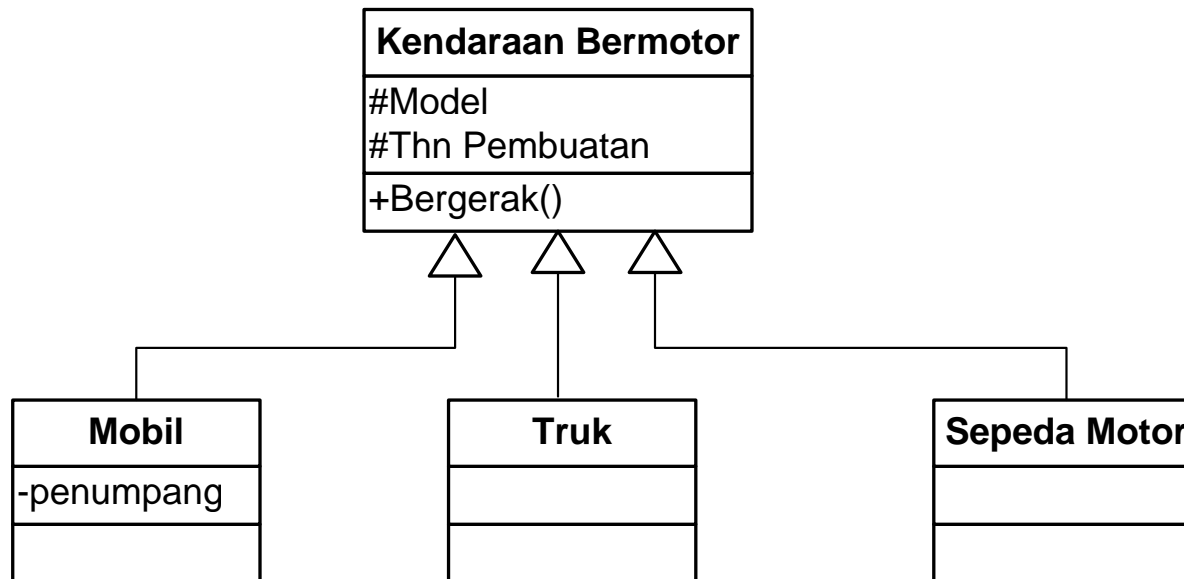 Kendaraan Bermotor
#Model
#Thn Pembuatan
+Bergerak()
Mobil
-penumpang
Truk
Sepeda Motor